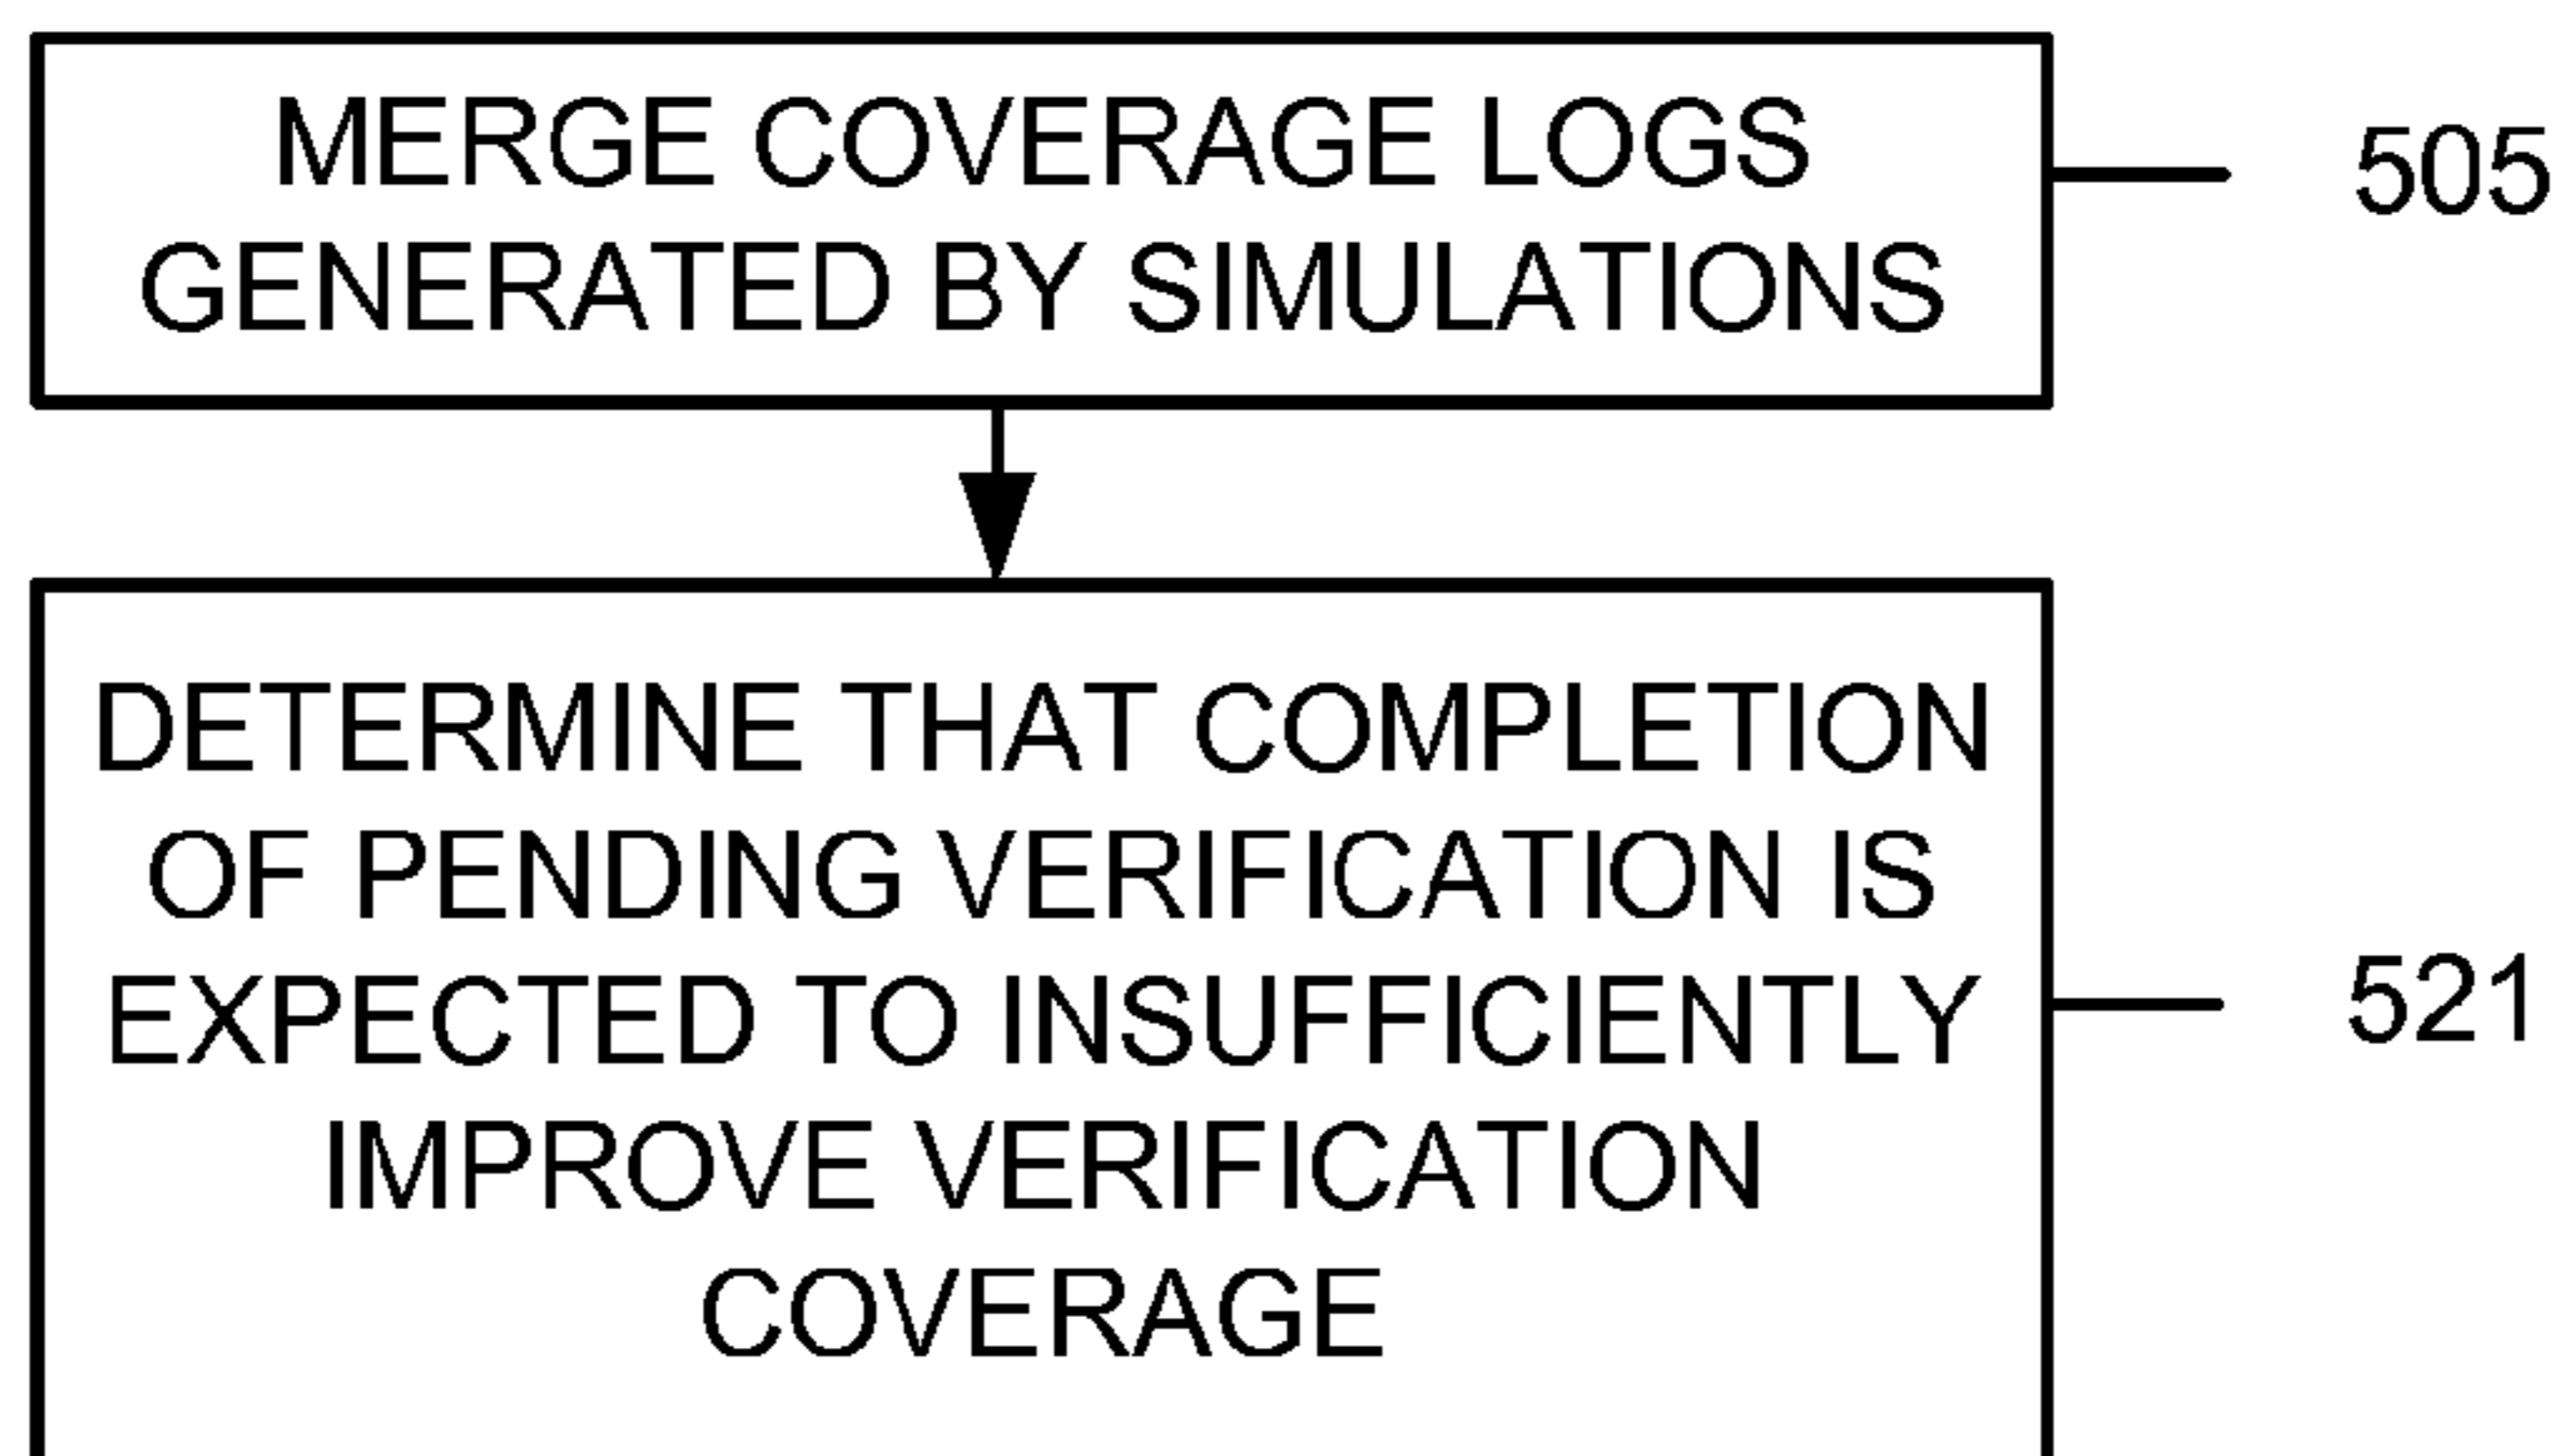 MERGE COVERAGE LOGS
GENERATED BY SIMULATIONS
505
DETERMINE THAT COMPLETION
OF PENDING VERIFICATION IS
EXPECTED TO INSUFFICIENTLY
IMPROVE VERIFICATION
COVERAGE
521